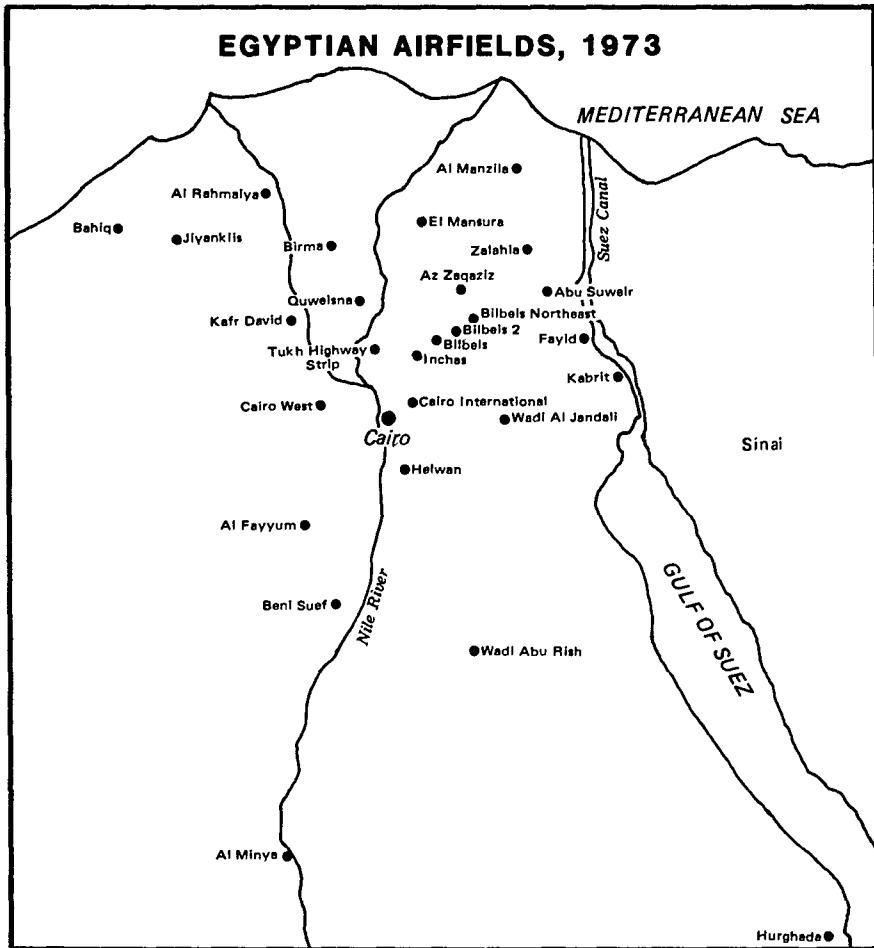 EGYPTIAN AIRFIELDS, 1973
MEDITERRANEAN SEA
Al Manzila
Al Rahmaiya
Suez Canal
Bahiq
Jiyanklis
El Mansura
Birma
Zalahia
Az Zaqaziz
Quweisna
Abu Suweir
Kafr David
Bilbeis Northeast
Bilbeis 2
Bilbeis
Fayid
Tukh Highway
Strip
Inchas
Kabrit
Cairo West
Cairo International
Wadi Al Jandali
Cairo
Sinai
Helwan
Al Fayyum
Beni Suef
Nile River
GULF OF SUEZ
Wadi Abu Rish
Al Minya
Hurghada